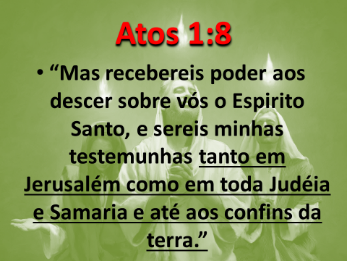 Atos 1:8
• “Mas recebereis poder aos
descer sobre vós o Espirito
Santo, e sereis minhas
testemunhas tanto em
Jerusalém como em toda Judéia
e Samaria e até aos confins da
terra.”